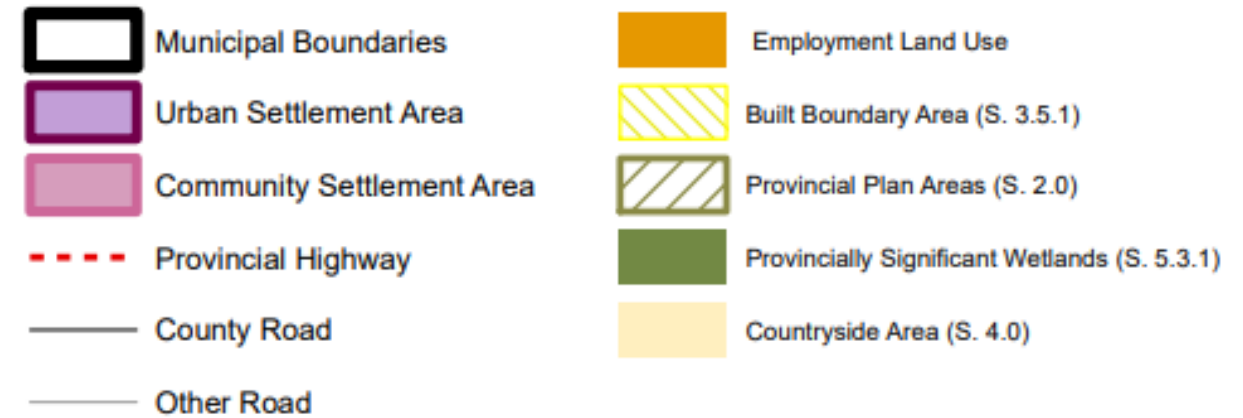 Municipal Boundaries
Urban Settlement Area
Community Settlement Area
Provincial Highway
County Road
Other Road
Employment Land Use
Built Boundary Area (S. 3.5.1)
Provincial Plan Areas (S. 2.0)
Provincially Significant Wetlands (S. 5.3.1)
Countryside Area (S. 4.0)